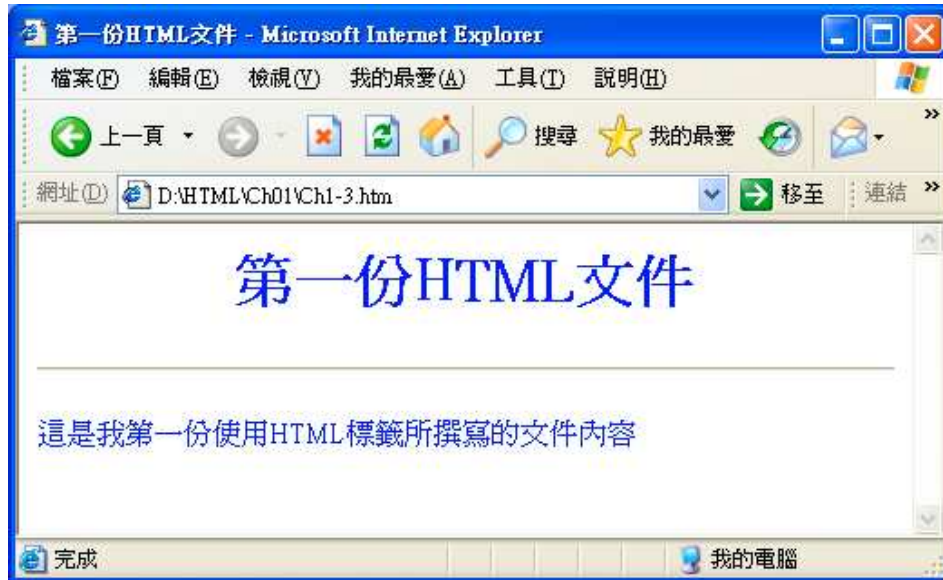 第一份HTML文件 - Microsoft Internet Explorer
檔案(F) 編輯(E) 檢視(V) 我的最愛(A) 工具(T) 說明(H)
上一頁 搜尋 我的最愛 »
網址(D) D:\HTML\Ch01\Ch1-3.htm 移至 連結 »
第一份HTML文件
這是我第一份使用HTML標籤所撰寫的文件內容
完成 我的電腦